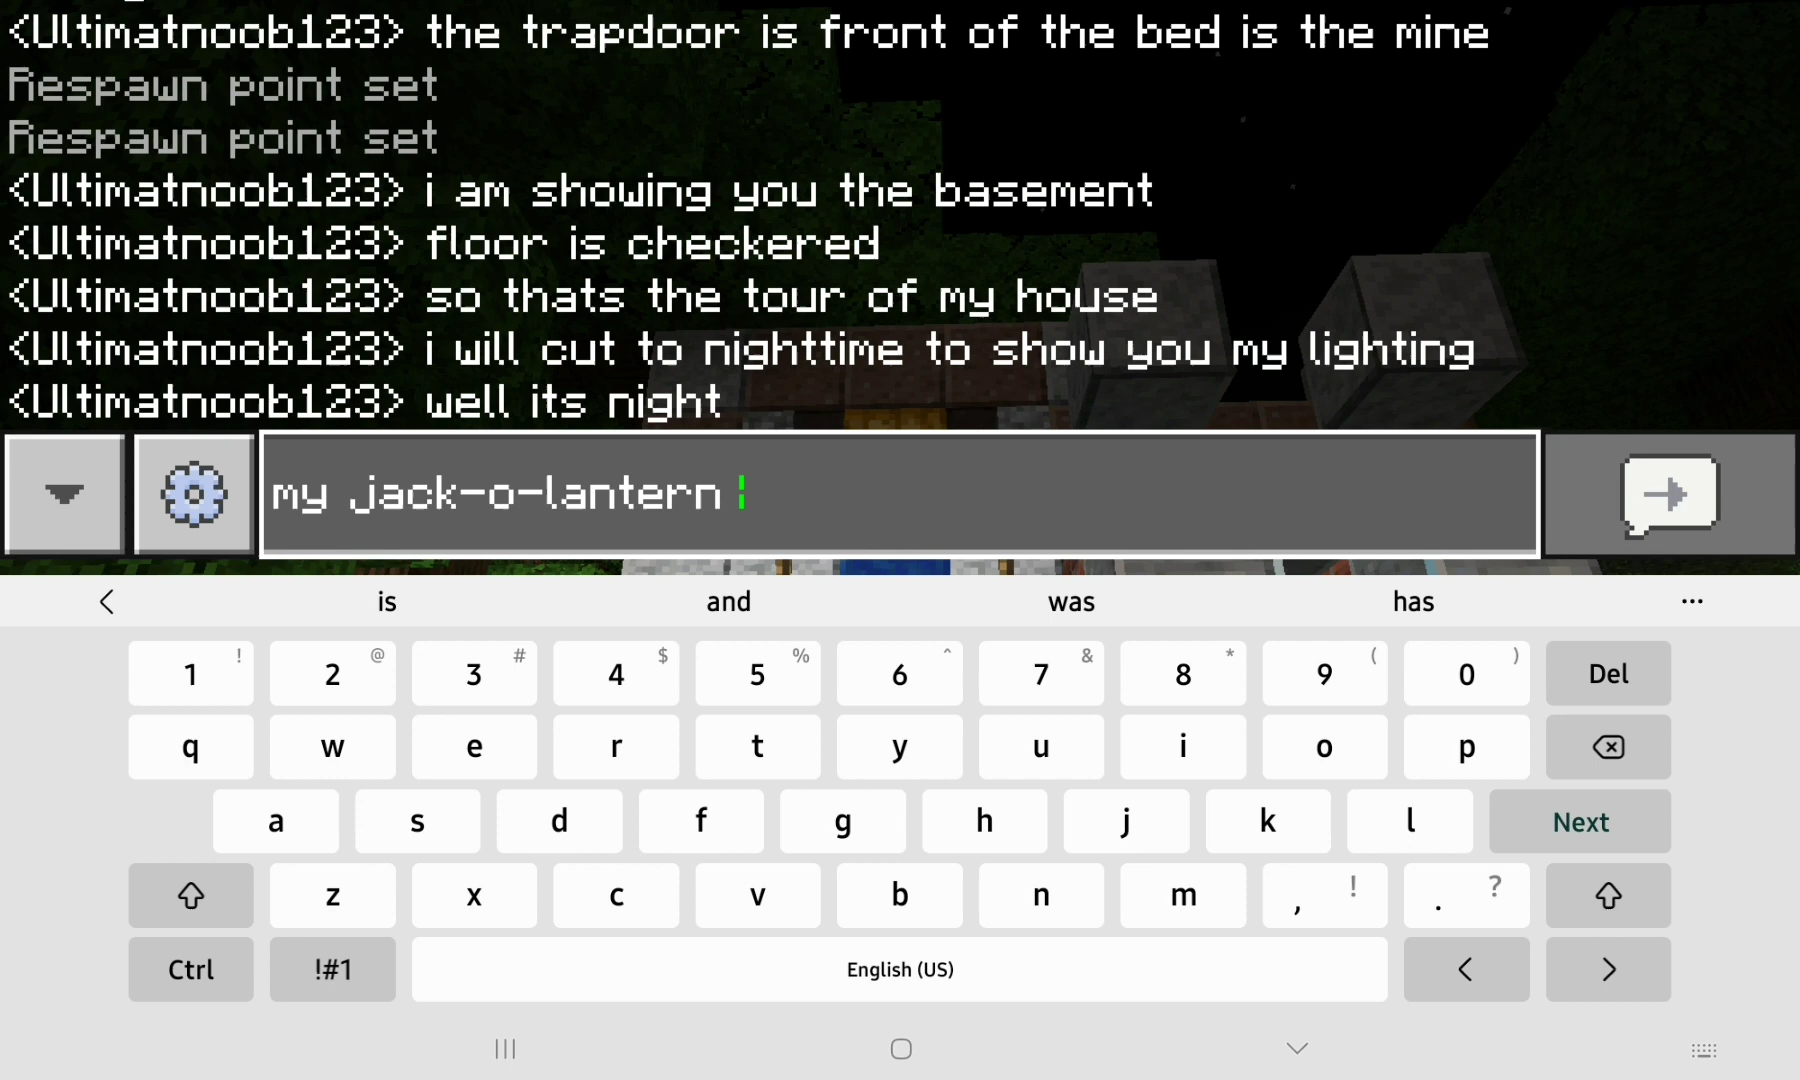 <Ultimatnoob123> the trapdoor is front of the bed is the mine
Respawn point set
Respawn point set
<Ultimatnoob123> i am showing you the basement
<Ultimatnoob123> floor is checkered
<Ultimatnoob123> so thats the tour of my house
<Ultimatnoob123> i will cut to nighttime to show you my lighting
<Ultimatnoob123> well its night
my jack-o-lantern
is and was has ...
1 ! 2 @ 3 # 4 $ 5 % 6 ^ 7 & 8 * 9 ( 0 ) Del
q w e r t y u i o p
a s d f g h j k l Next
z x c v b n m , ! . ?
Ctrl !#1 English (US) < >